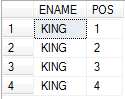 ENAME POS
1 KING 1
2 KING 2
3 KING 3
4 KING 4